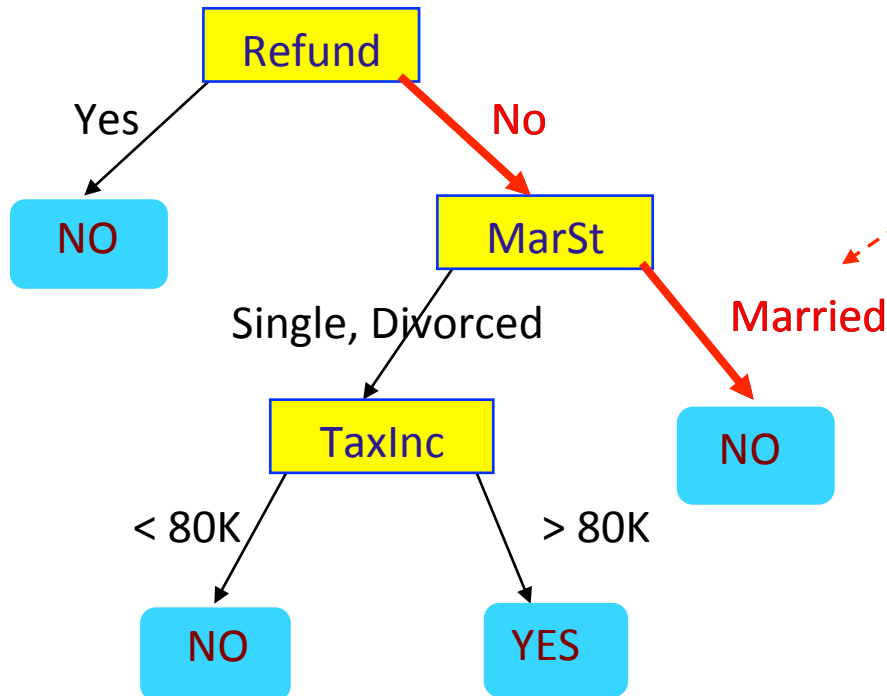 Refund
Yes
No
NO
MarSt
Single, Divorced
Married
TaxInc
NO
< 80K
> 80K
NO
YES